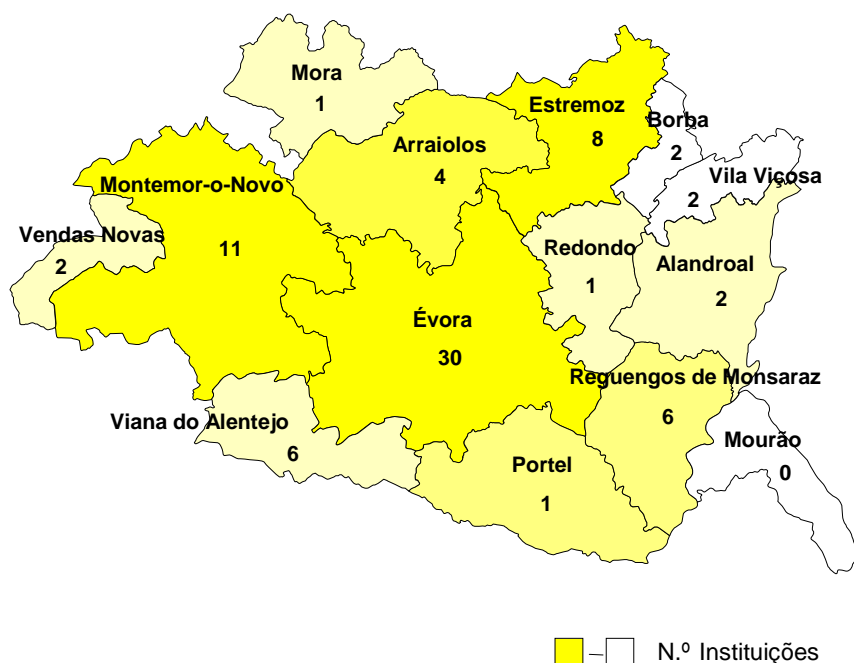 Mora
1
Estremoz
8
Borba
2
Arraiolos
4
Vila Viçosa
2
Montemor-o-Novo
11
Vendas Novas
2
Redondo
1
Alandroal
2
Évora
30
Reguengos de Monsaraz
6
Viana do Alentejo
6
Mourão
0
Portel
1
– N.º Instituições